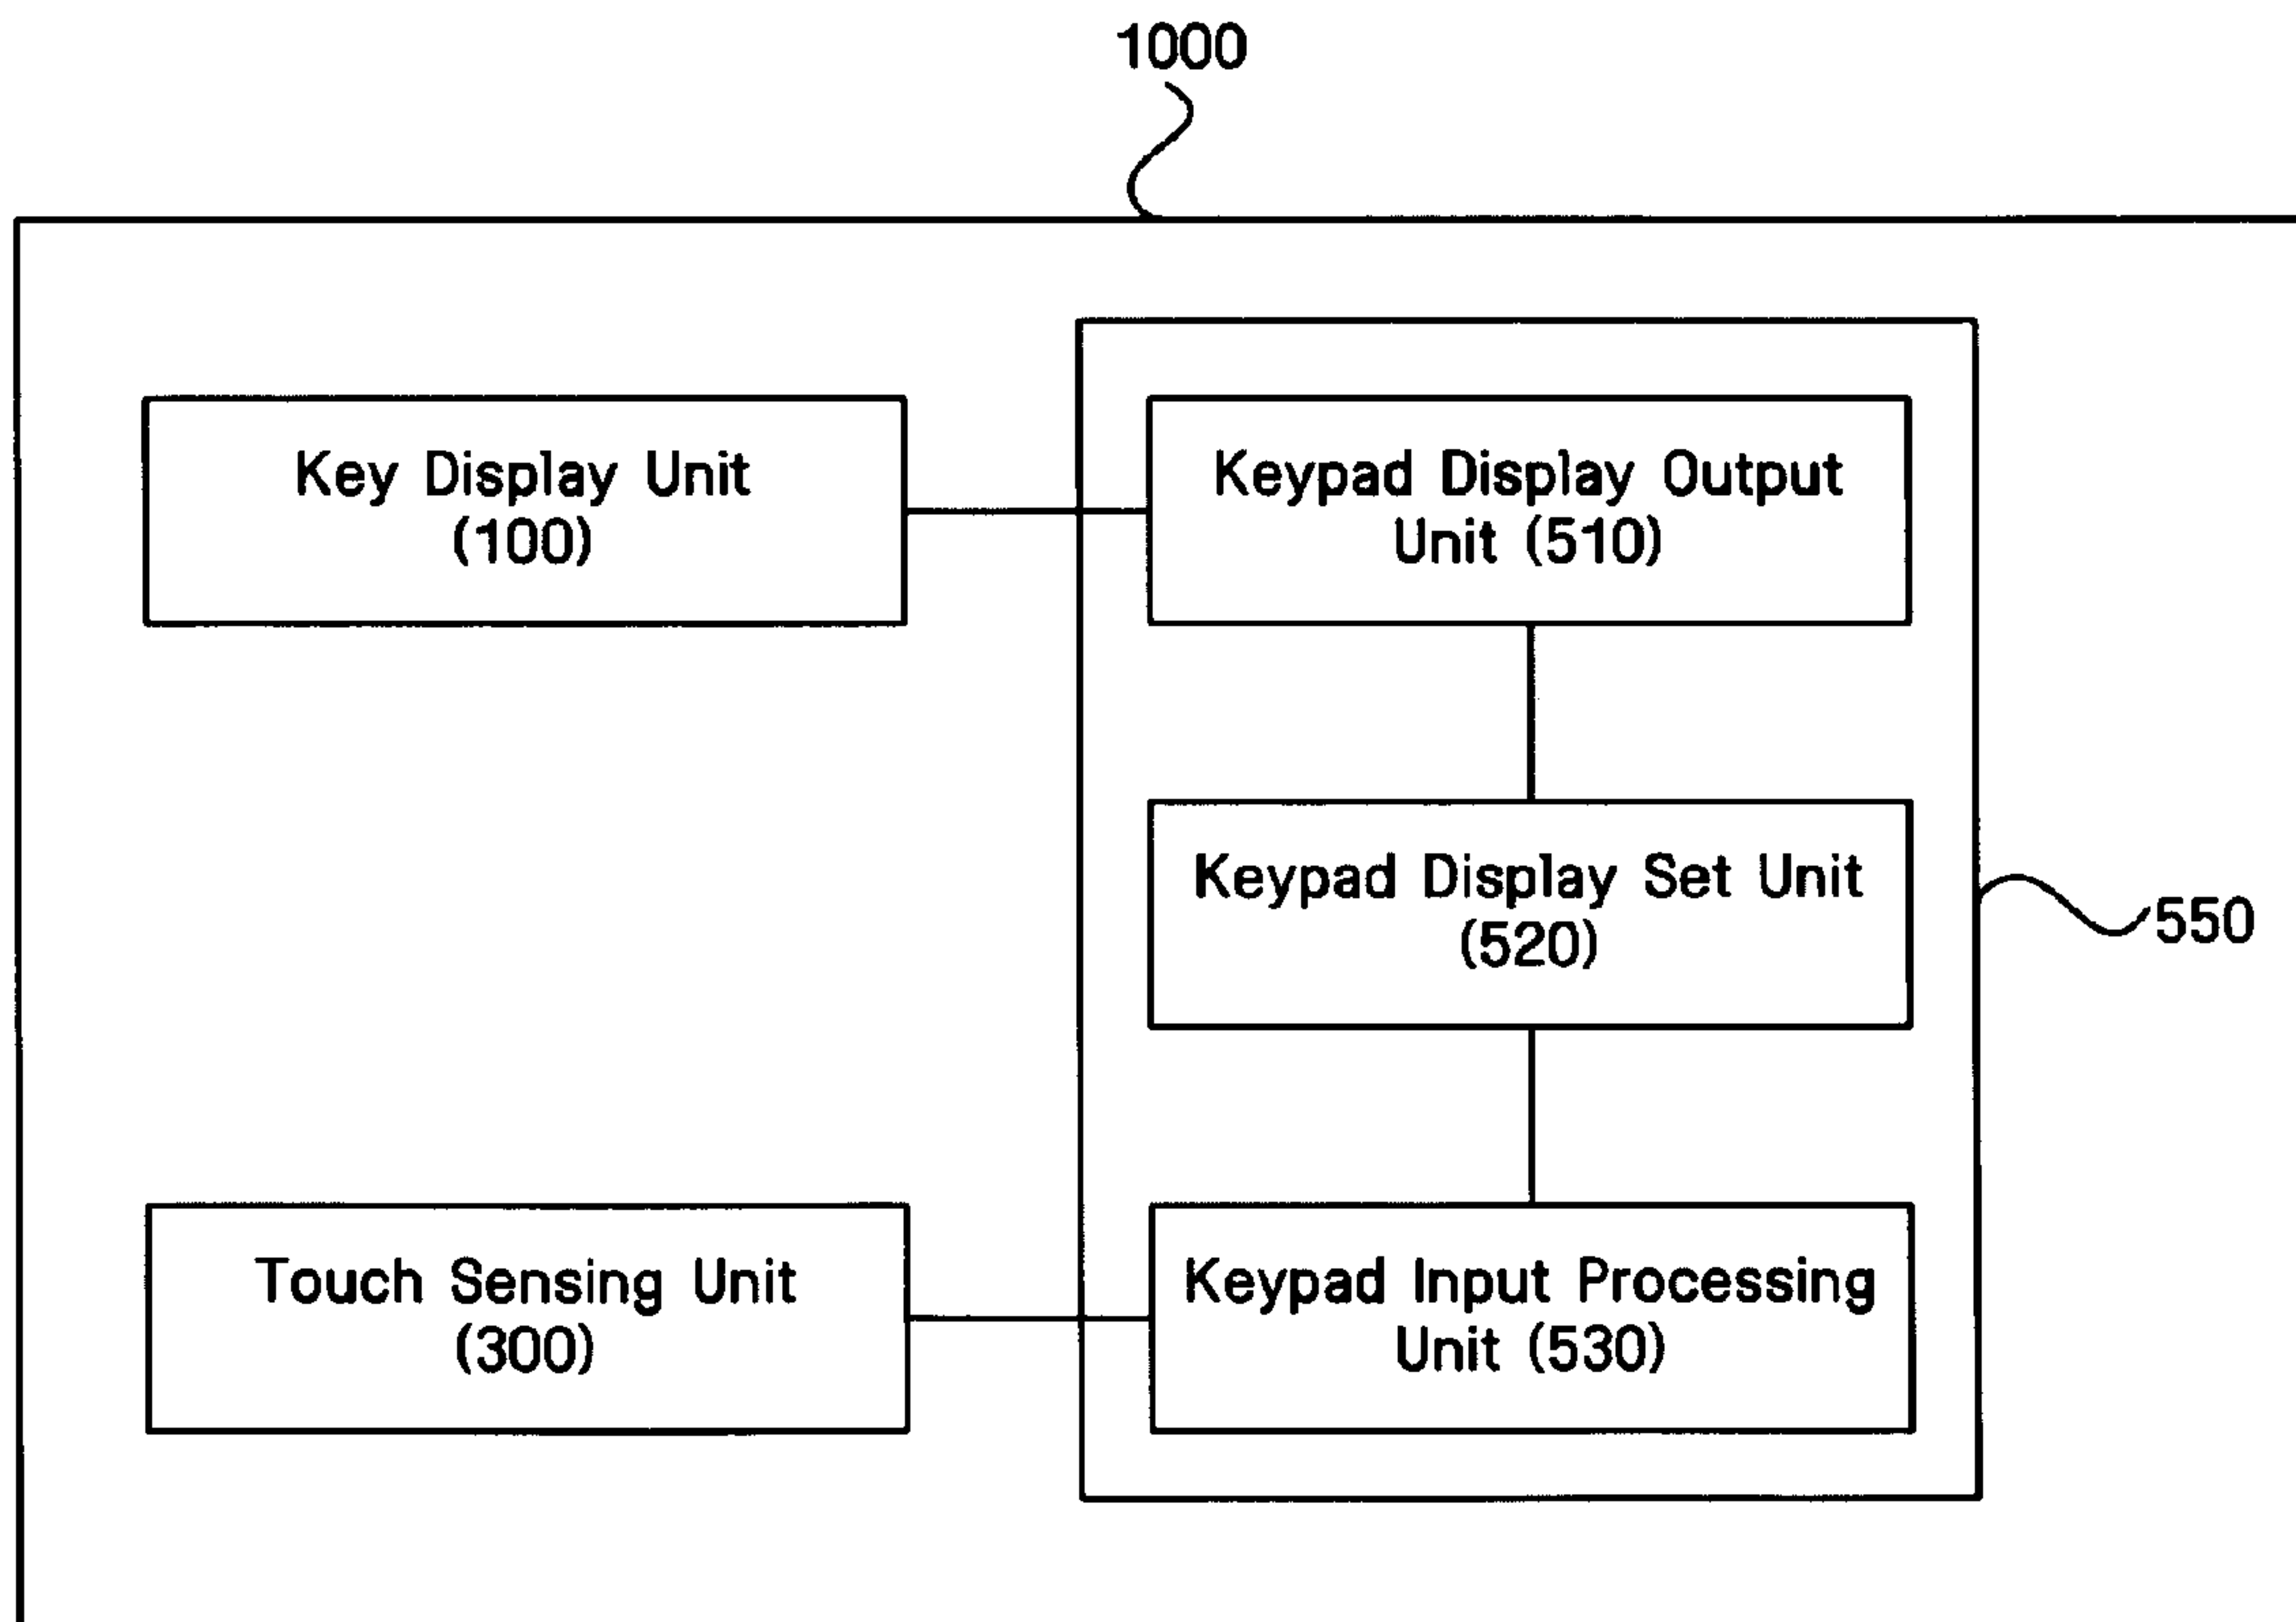 1000
Key Display Unit
(100)
Keypad Display Output
Unit (510)
Keypad Display Set Unit
(520)
550
Touch Sensing Unit
(300)
Keypad Input Processing
Unit (530)